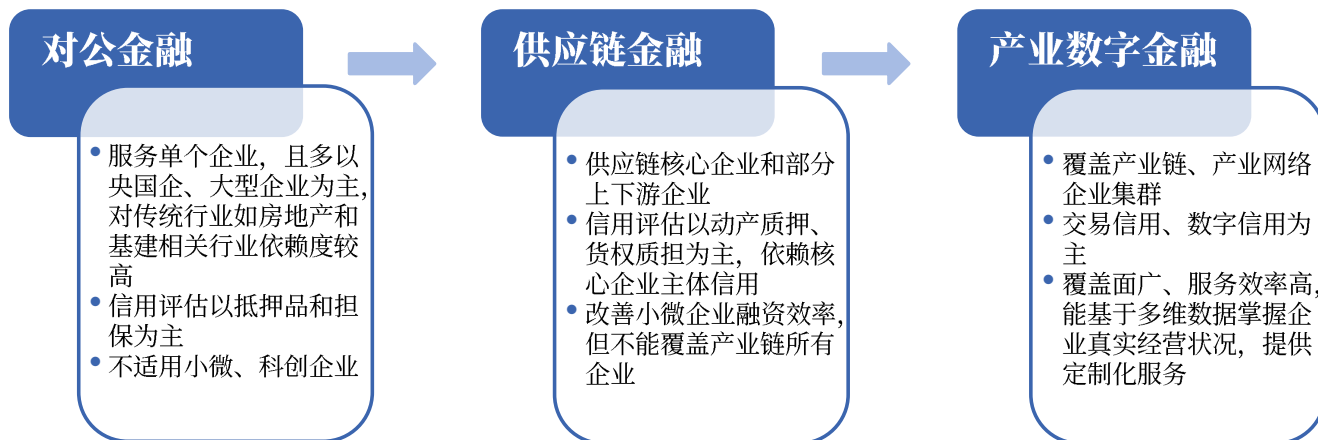 对公金融
服务单个企业，且多以
央国企、大型企业为主，
对传统行业如房地产和
基建相关行业依赖度较
高
信用评估以抵押品和担
保为主
不适用小微、科创企业
供应链金融
供应链核心企业和部分
上下游企业
信用评估以动产质押、
货权质担为主，依赖核
心企业主体信用
改善小微企业融资效率，
但不能覆盖产业链所有
企业
产业数字金融
覆盖产业链、产业网络
企业集群
交易信用、数字信用为
主
覆盖面广、服务效率高，
能基于多维数据掌握企
业真实经营状况，提供
定制化服务